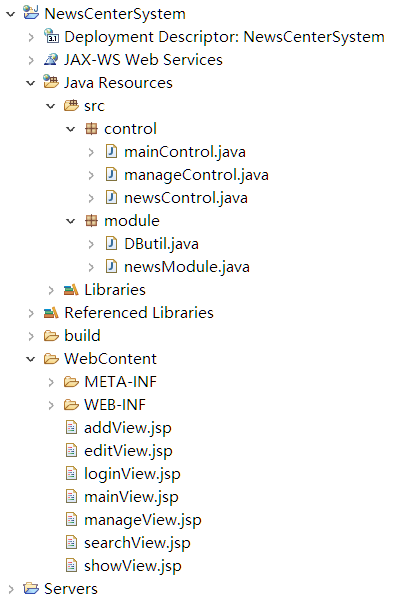 NewsCenterSystem
Deployment Descriptor: NewsCenterSystem
JAX-WS Web Services
Java Resources
src
control
mainControl.java
manageControl.java
newsControl.java
module
DButil.java
newsModule.java
Libraries
Referenced Libraries
build
WebContent
META-INF
WEB-INF
addView.jsp
editView.jsp
loginView.jsp
mainView.jsp
manageView.jsp
searchView.jsp
showView.jsp
Servers